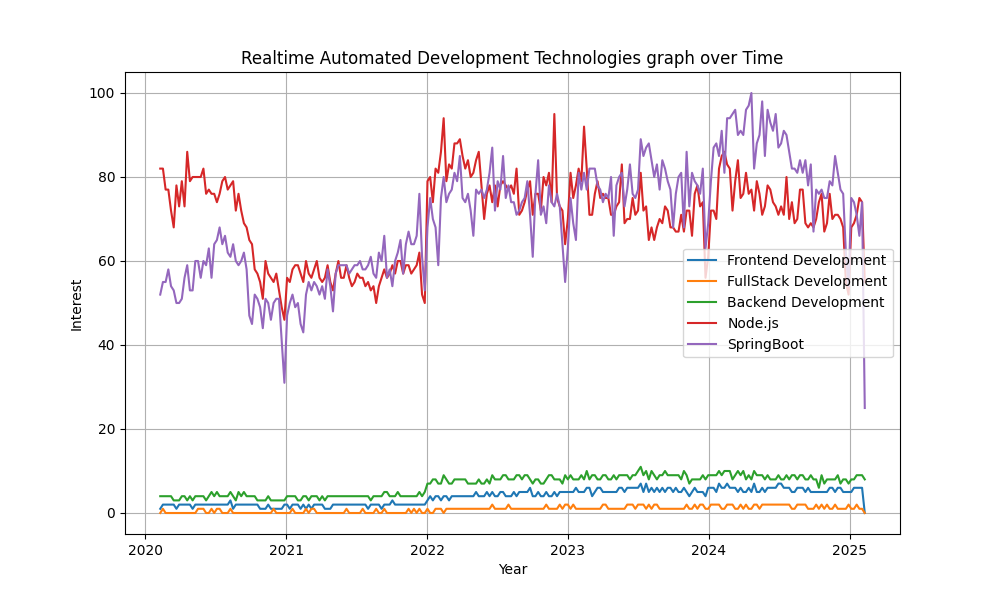 Realtime Automated Development Technologies graph over Time
100
80
60
40
20
0
Interest
2020
2021
2022
2023
2024
2025
Year
Frontend Development
FullStack Development
Backend Development
Node.js
SpringBoot